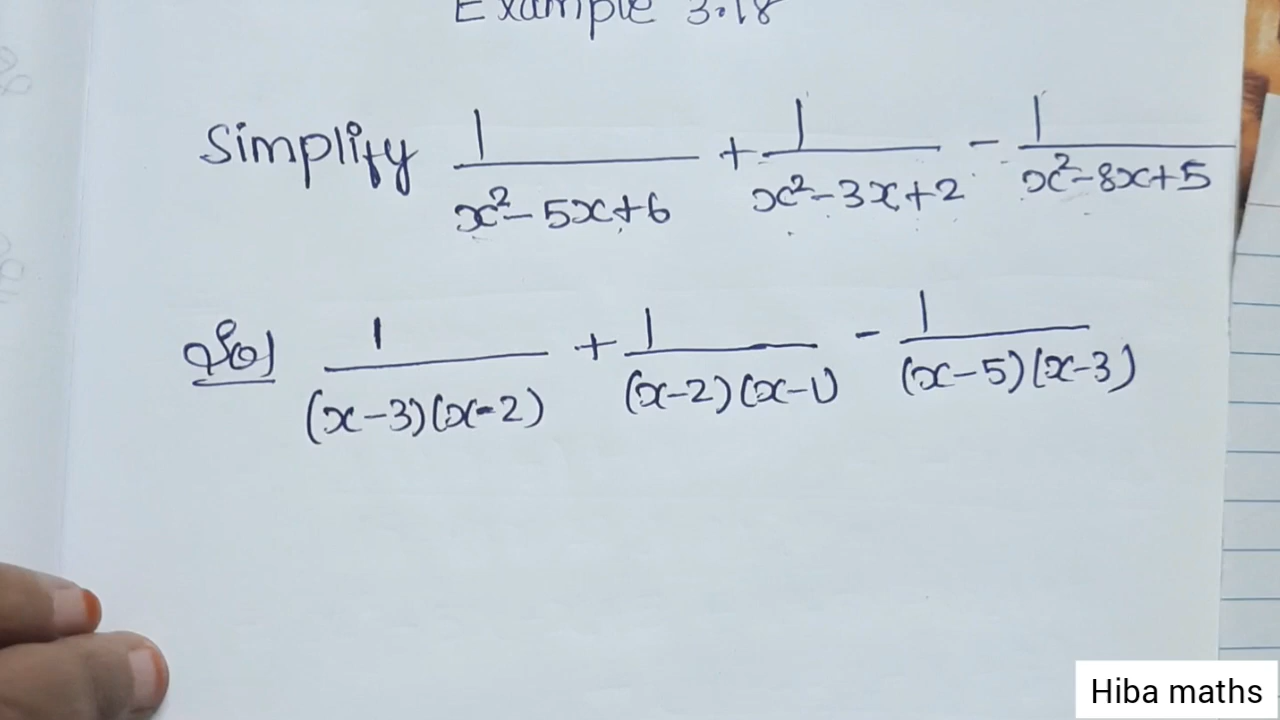 Example 3.18
Simplify 1/(x²-5x+6) + 1/(x²-3x+2) - 1/(x²-8x+5)
Sol 1/((x-3)(x-2)) + 1/((x-2)(x-1)) - 1/((x-5)(x-3))
Hiba maths